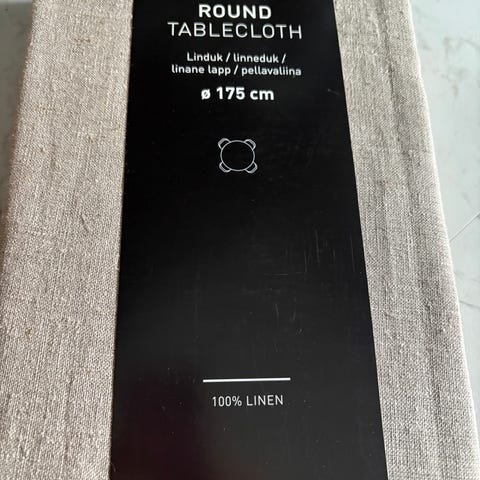 ROUND
TABLECLOTH
Linduk / linneduk /
linane lapp / pellavaliina
ø 175 cm
100% LINEN